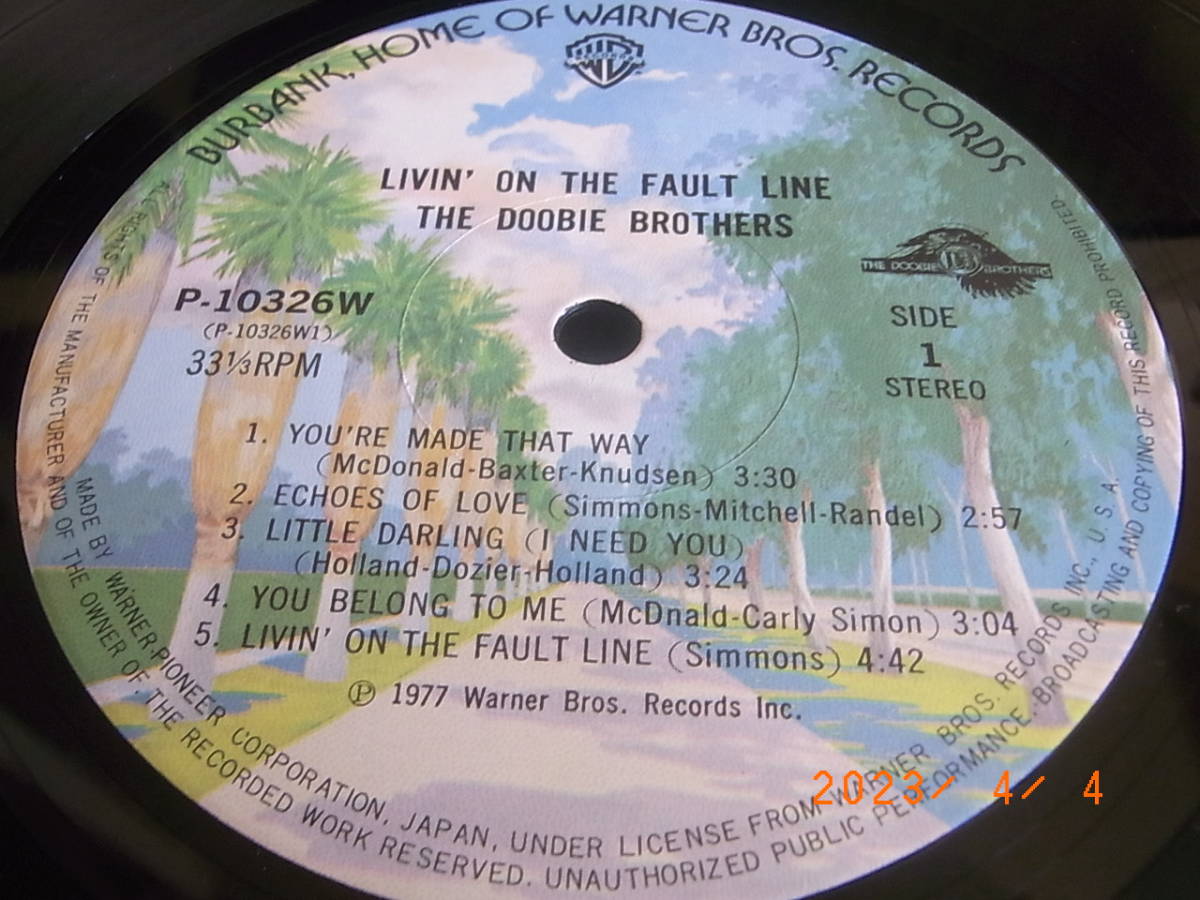 BURBANK, HOME OF WARNER BROS. RECORDS
WB
RECORDS
LIVIN' ON THE FAULT LINE
THE DOOBIE BROTHERS
THE DOOBIE BROTHERS
P-10326W
(P-10326W1)
33⅓RPM
SIDE
1
STEREO
1. YOU'RE MADE THAT WAY
(McDonald-Baxter-Knudsen) 3:30
2. ECHOES OF LOVE (Simmons-Mitchell-Randel) 2:57
3. LITTLE DARLING (I NEED YOU)
(Holland-Dozier-Holland) 3:24
4. YOU BELONG TO ME (McDnald-Carly Simon) 3:04
5. LIVIN' ON THE FAULT LINE (Simmons) 4:42
Ⓟ 1977 Warner Bros. Records Inc.
MADE BY WARNER-PIONEER CORPORATION, JAPAN, UNDER LICENSE FROM WARNER BROS. RECORDS INC., U. S. A.
ALL RIGHTS OF THE MANUFACTURER AND OF THE OWNER OF THE RECORDED WORK RESERVED. UNAUTHORIZED PUBLIC PERFORMANCE. BROADCASTING AND COPYING OF THIS RECORD PROHIBITED.
2023/ 4/ 4